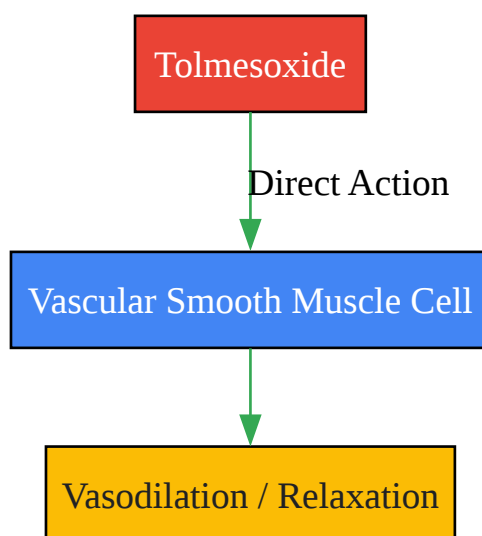 Tolmesoxide
Direct Action
Vascular Smooth Muscle Cell
Vasodilation / Relaxation